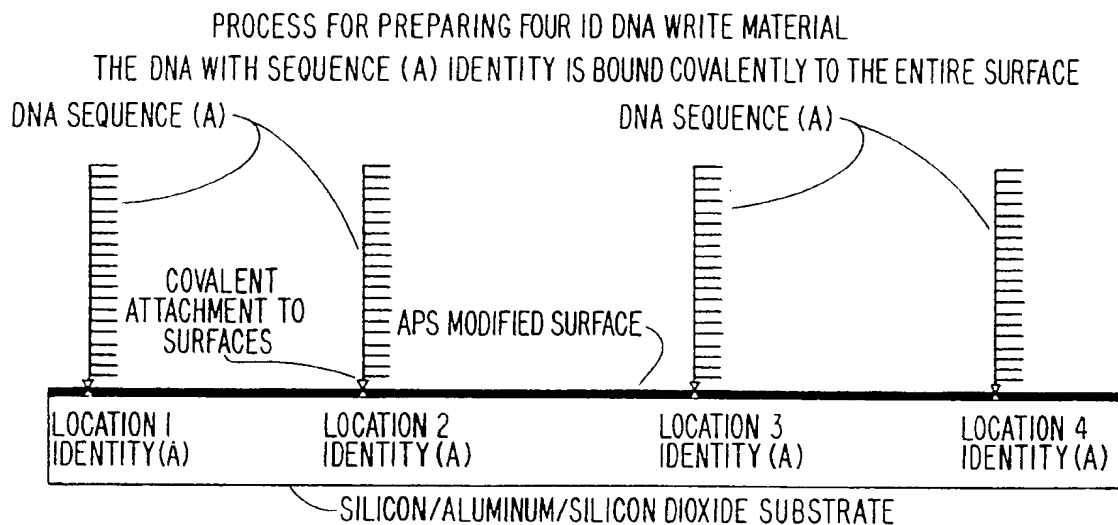 PROCESS FOR PREPARING FOUR ID DNA WRITE MATERIAL
THE DNA WITH SEQUENCE (A) IDENTITY IS BOUND COVALENTLY TO THE ENTIRE SURFACE
DNA SEQUENCE (A)
DNA SEQUENCE (A)
COVALENT
ATTACHMENT TO
SURFACES
APS MODIFIED SURFACE
LOCATION 1
IDENTITY (A)
LOCATION 2
IDENTITY (A)
LOCATION 3
IDENTITY (A)
LOCATION 4
IDENTITY (A)
SILICON/ALUMINUM/SILICON DIOXIDE SUBSTRATE